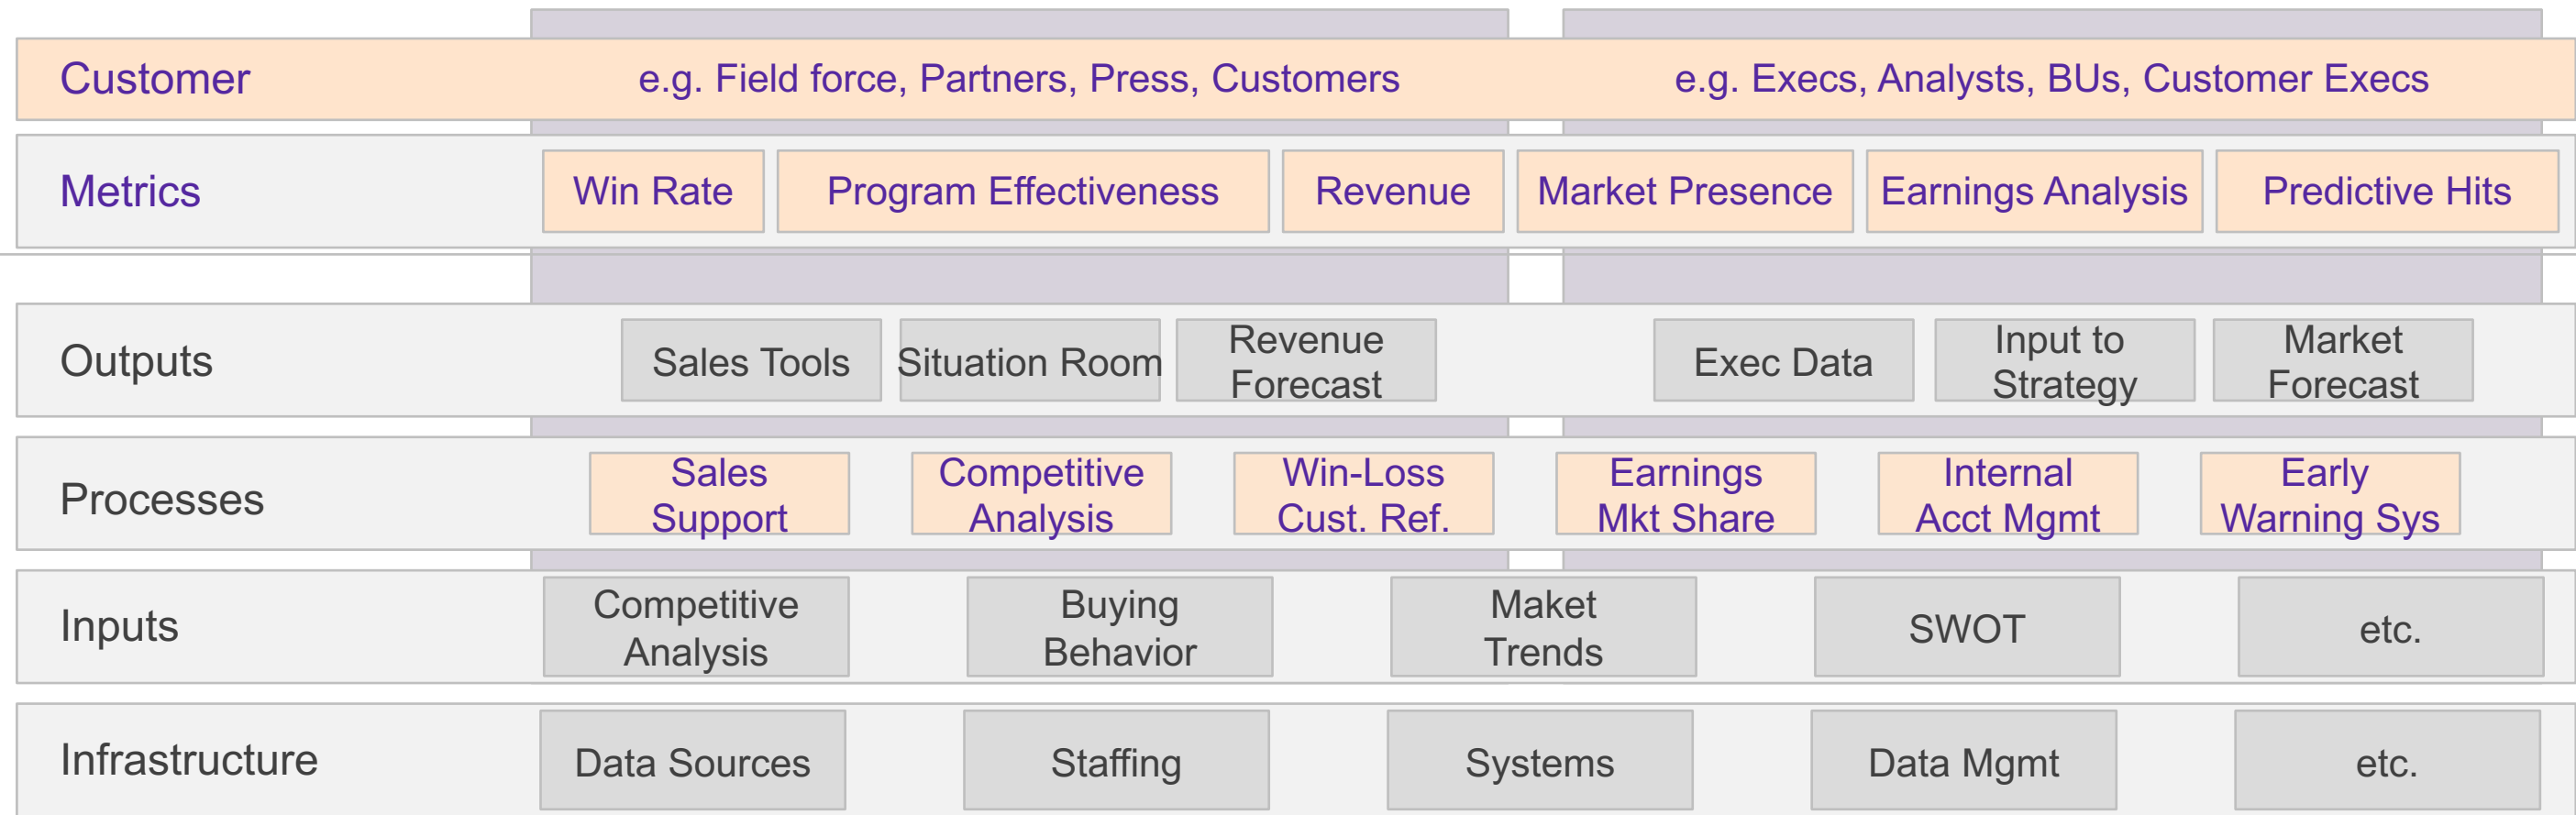 Customer
e.g. Field force, Partners, Press, Customers
e.g. Execs, Analysts, BUs, Customer Execs
Metrics
Win Rate
Program Effectiveness
Revenue
Market Presence
Earnings Analysis
Predictive Hits
Outputs
Sales Tools
Situation Room
Revenue
Forecast
Exec Data
Input to
Strategy
Market
Forecast
Processes
Sales
Support
Competitive
Analysis
Win-Loss
Cust. Ref.
Earnings
Mkt Share
Internal
Acct Mgmt
Early
Warning Sys
Inputs
Competitive
Analysis
Buying
Behavior
Maket
Trends
SWOT
etc.
Infrastructure
Data Sources
Staffing
Systems
Data Mgmt
etc.